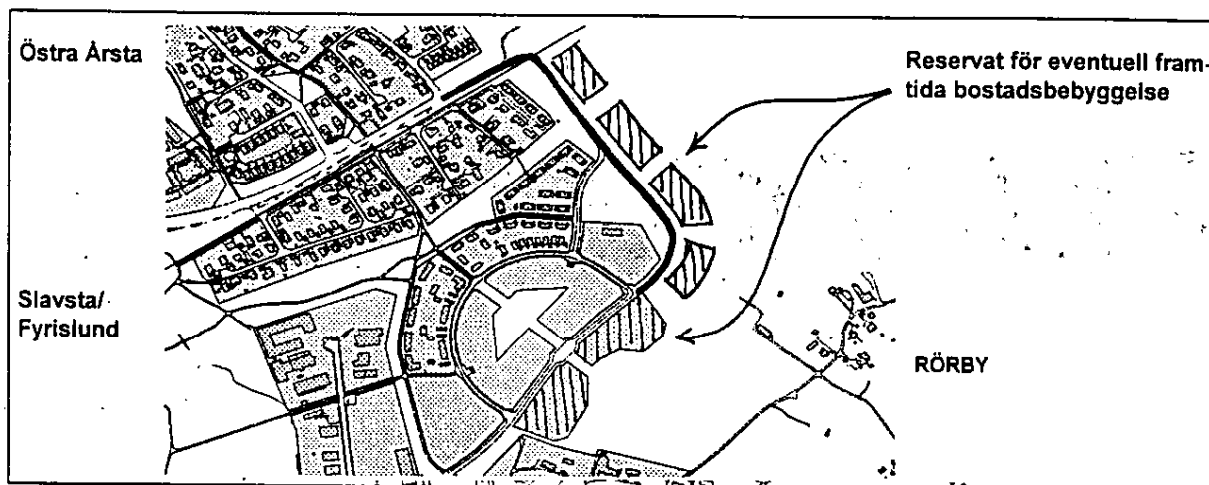 Östra Årsta
Reservat för eventuell fram-
tida bostadsbebyggelse
Slavsta/
Fyrislund
RÖRBY